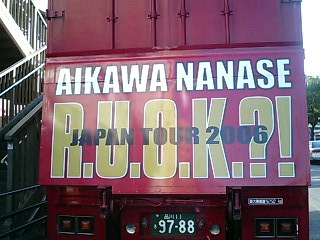 AIKAWA NANASE
R.U.O.K.?!
JAPAN TOUR 2006
97-88